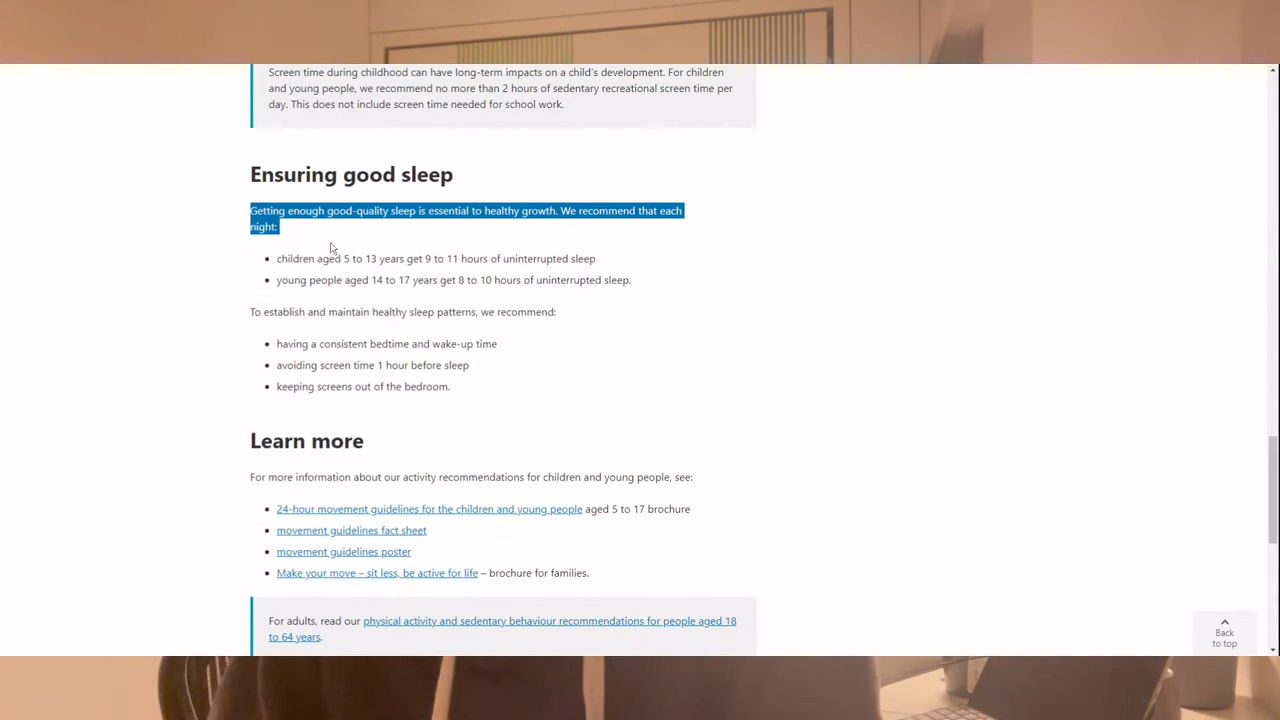 Screen time during childhood can have long-term impacts on a child's development. For children
and young people, we recommend no more than 2 hours of sedentary recreational screen time per
day. This does not include screen time needed for school work.
Ensuring good sleep
Getting enough good-quality sleep is essential to healthy growth. We recommend that each
night:
• children aged 5 to 13 years get 9 to 11 hours of uninterrupted sleep
• young people aged 14 to 17 years get 8 to 10 hours of uninterrupted sleep.
To establish and maintain healthy sleep patterns, we recommend:
• having a consistent bedtime and wake-up time
• avoiding screen time 1 hour before sleep
• keeping screens out of the bedroom.
Learn more
For more information about our activity recommendations for children and young people, see:
• 24-hour movement guidelines for the children and young people aged 5 to 17 brochure
• movement guidelines fact sheet
• movement guidelines poster
• Make your move – sit less, be active for life – brochure for families.
For adults, read our physical activity and sedentary behaviour recommendations for people aged 18
to 64 years.
Back
to top